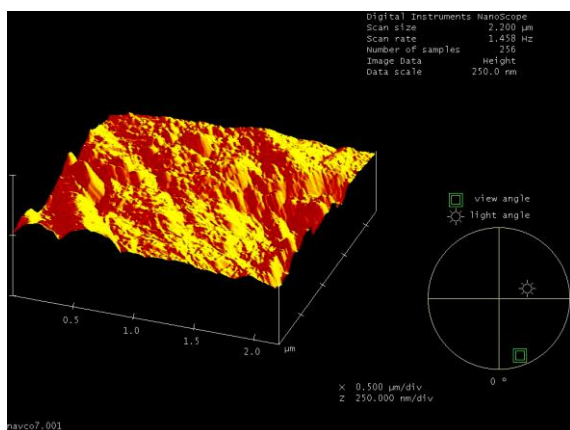 Digital Instruments NanoScope
Scan size 2.200 µm
Scan rate 1.458 Hz
Number of samples 256
Image Data Height
Data scale 250.0 nm
view angle
light angle
0.5
1.0
1.5
2.0
µm
0 °
X 0.500 µm/div
Z 250.000 nm/div
navco7.001